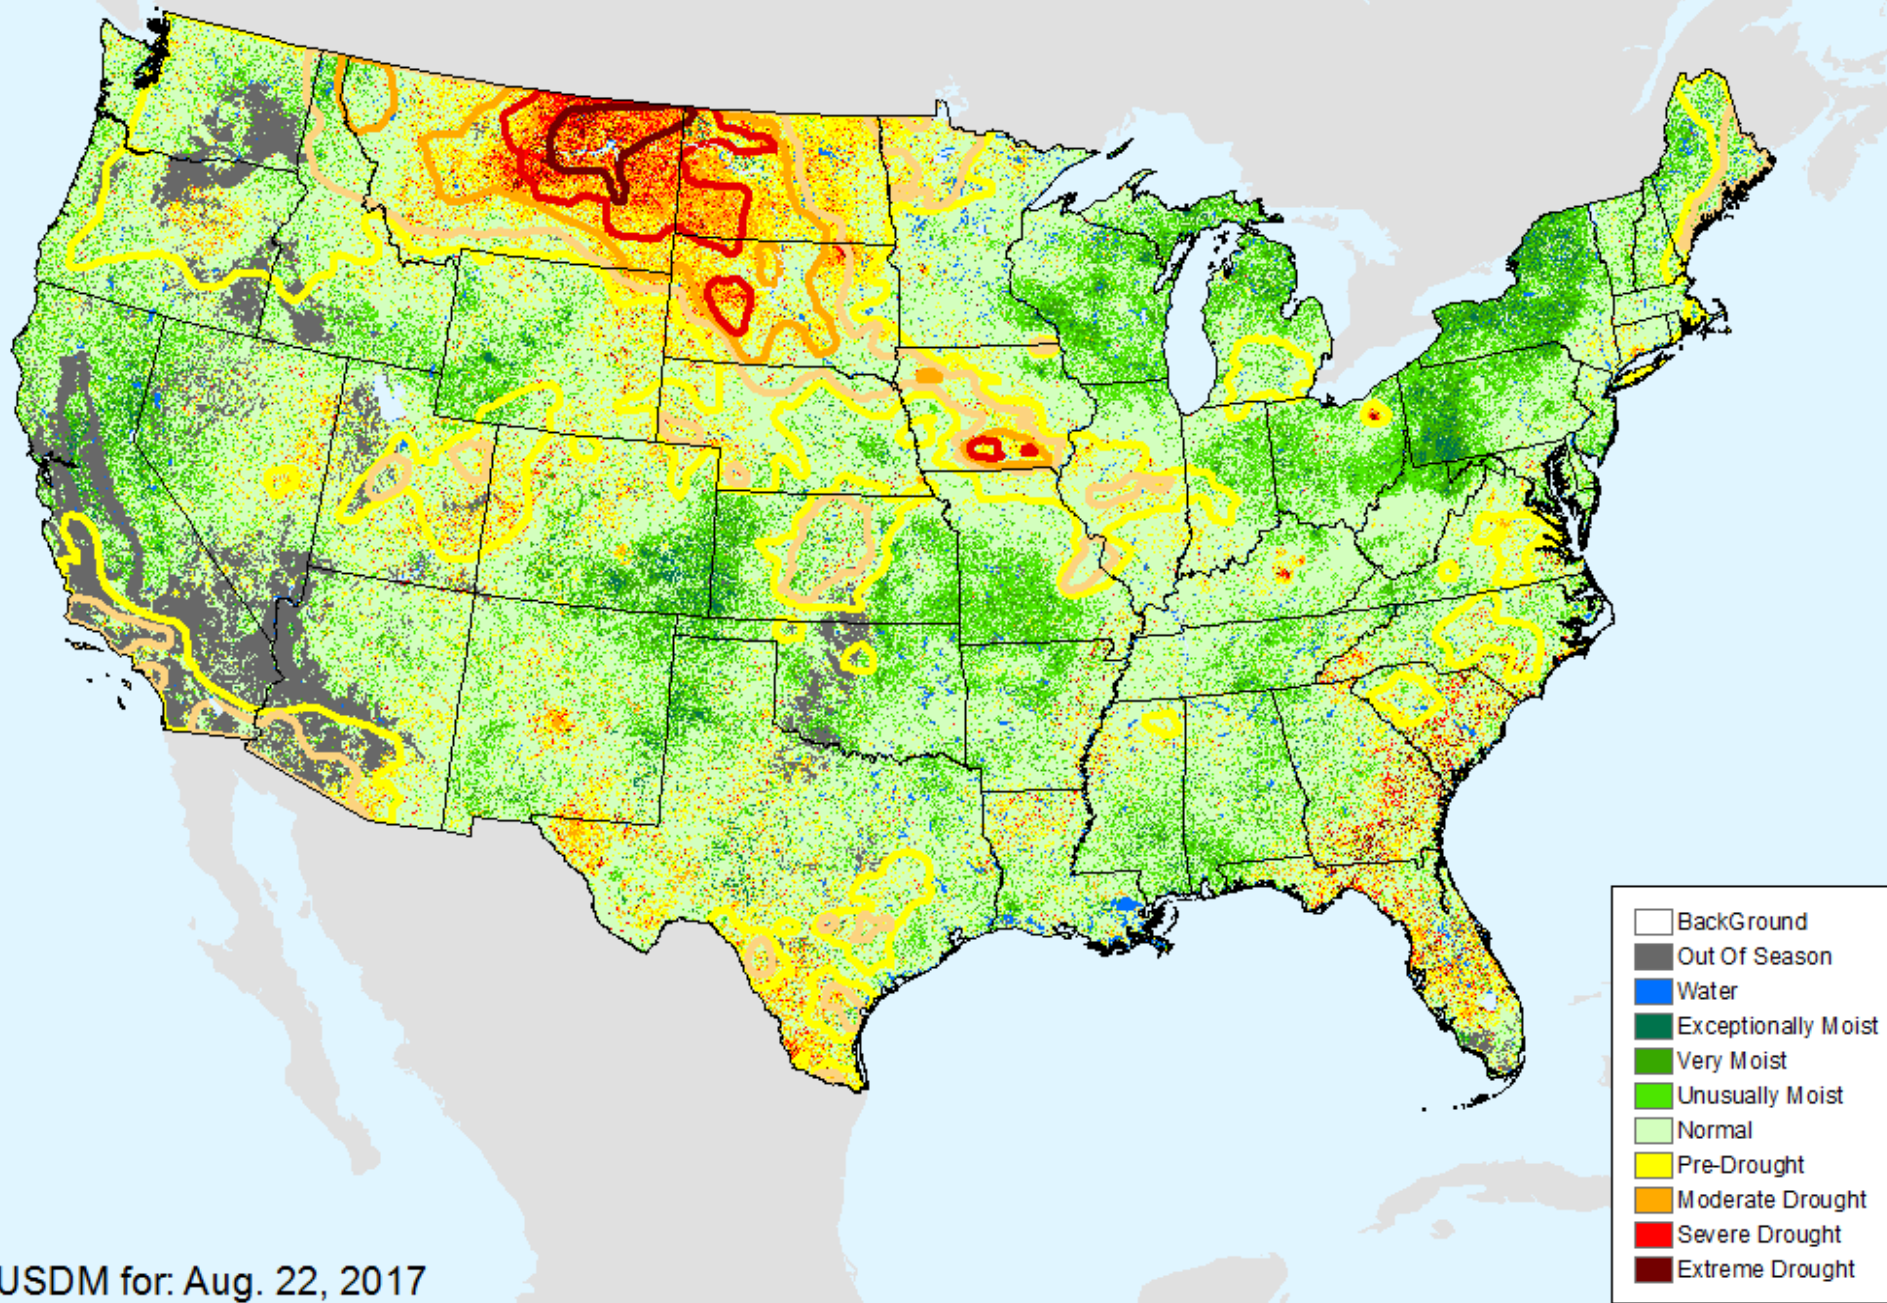 BackGround
Out Of Season
Water
Exceptionally Moist
Very Moist
Unusually Moist
Normal
Pre-Drought
Moderate Drought
Severe Drought
Extreme Drought
USDM for: Aug. 22, 2017